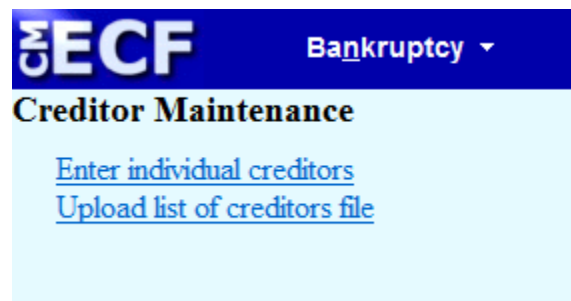 CM ECF Bankruptcy
Creditor Maintenance
Enter individual creditors
Upload list of creditors file